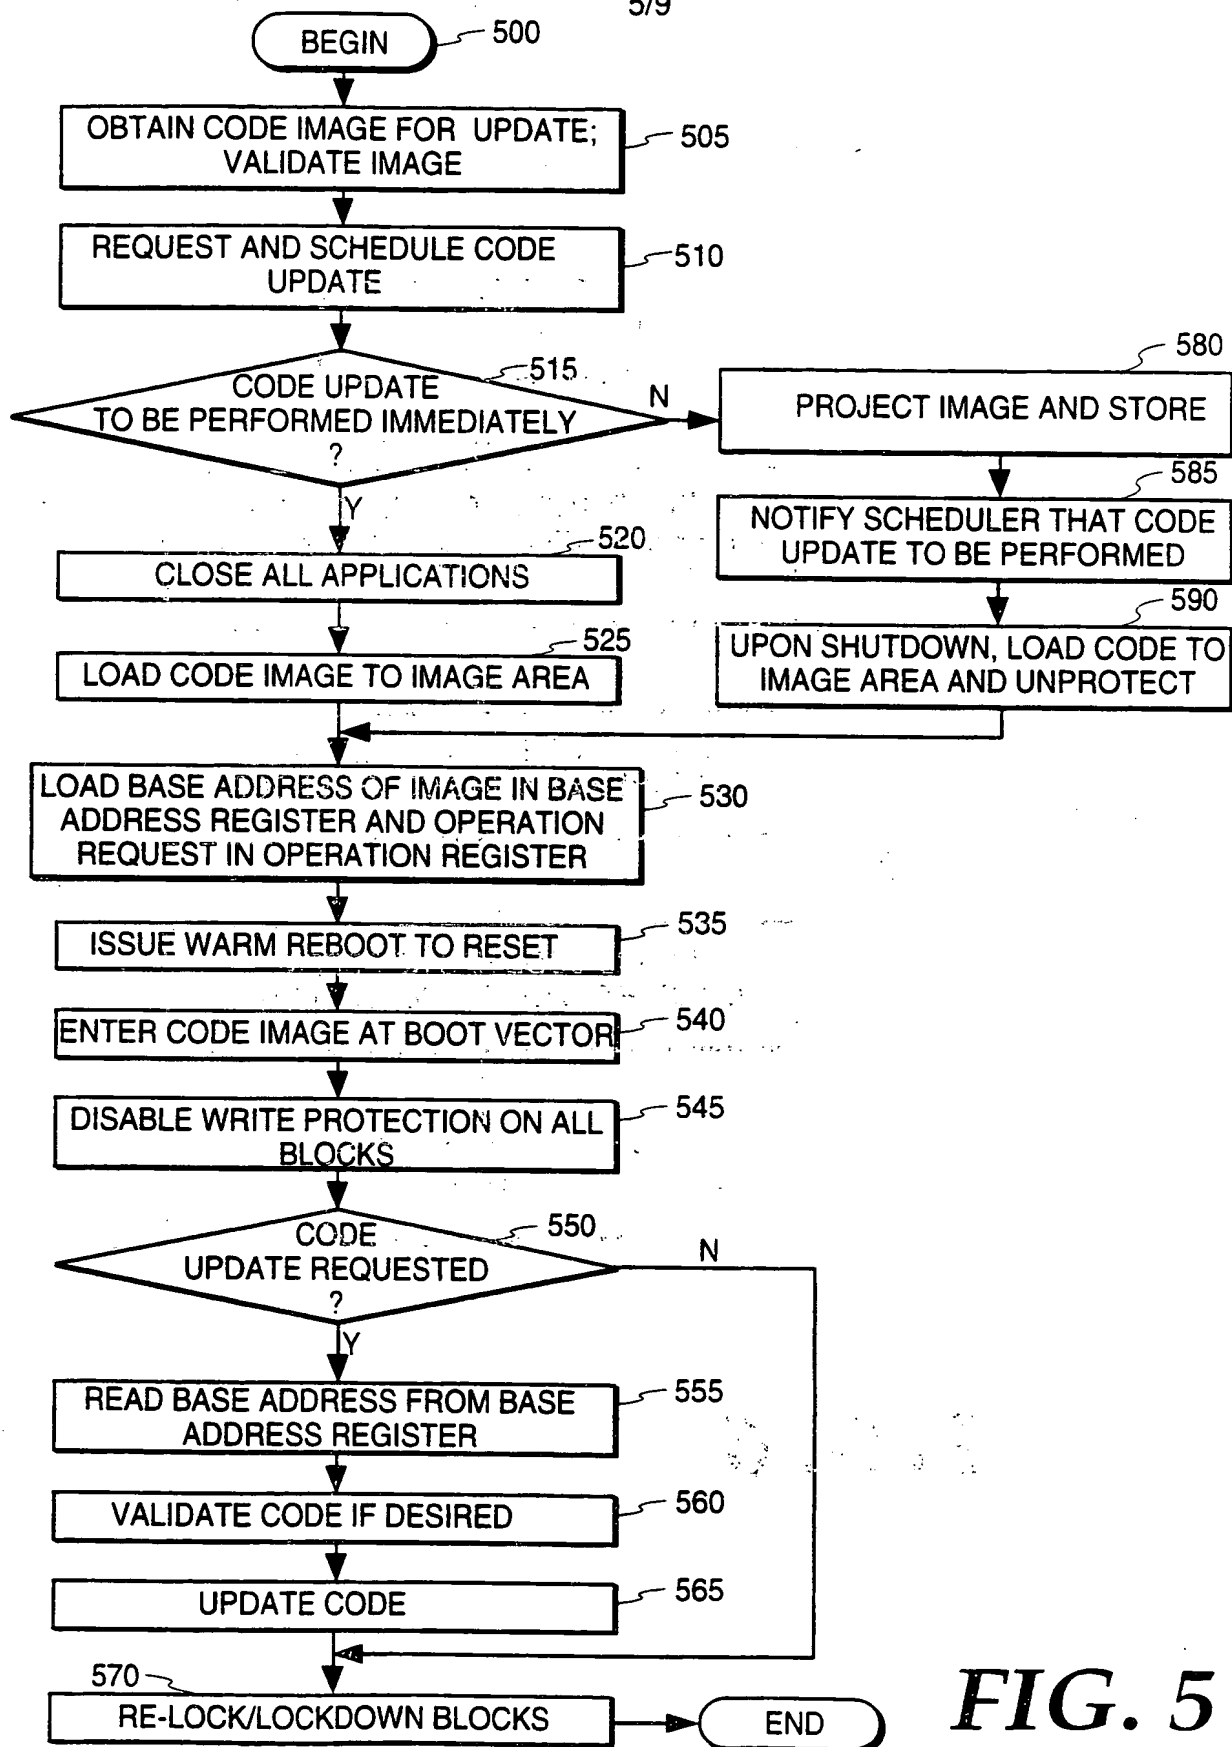 5/9
BEGIN
500
OBTAIN CODE IMAGE FOR UPDATE;
VALIDATE IMAGE
505
REQUEST AND SCHEDULE CODE
UPDATE
510
CODE UPDATE
TO BE PERFORMED IMMEDIATELY
?
515
N
Y
580
PROJECT IMAGE AND STORE
585
NOTIFY SCHEDULER THAT CODE
UPDATE TO BE PERFORMED
590
UPON SHUTDOWN, LOAD CODE TO
IMAGE AREA AND UNPROTECT
520
CLOSE ALL APPLICATIONS
525
LOAD CODE IMAGE TO IMAGE AREA
LOAD BASE ADDRESS OF IMAGE IN BASE
ADDRESS REGISTER AND OPERATION
REQUEST IN OPERATION REGISTER
530
ISSUE WARM REBOOT TO RESET
535
ENTER CODE IMAGE AT BOOT VECTOR
540
DISABLE WRITE PROTECTION ON ALL
BLOCKS
545
CODE
UPDATE REQUESTED
?
550
N
Y
READ BASE ADDRESS FROM BASE
ADDRESS REGISTER
555
VALIDATE CODE IF DESIRED
560
UPDATE CODE
565
570
RE-LOCK/LOCKDOWN BLOCKS
END
FIG. 5